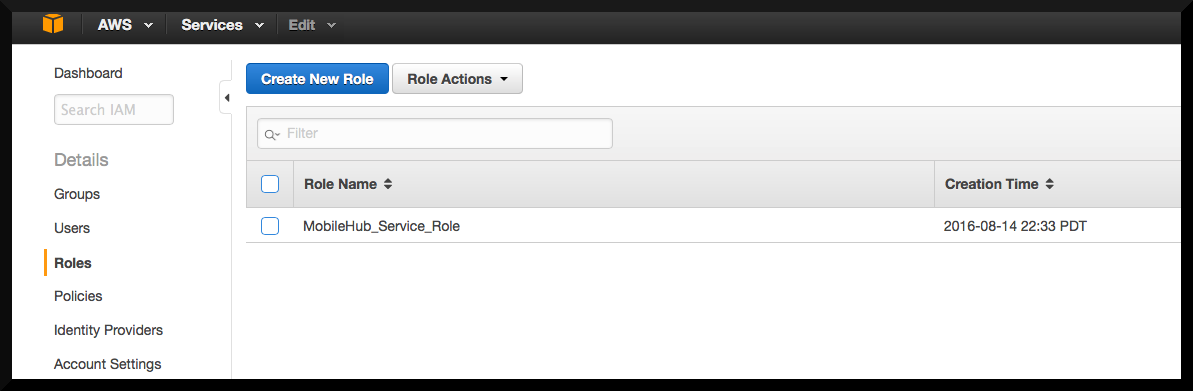 AWS Services Edit
Dashboard
Create New Role Role Actions
Search IAM
Filter
Details
Role Name Creation Time
Groups
MobileHub_Service_Role 2016-08-14 22:33 PDT
Users
Roles
Policies
Identity Providers
Account Settings